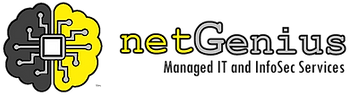 netGenius
Managed IT and InfoSec Services